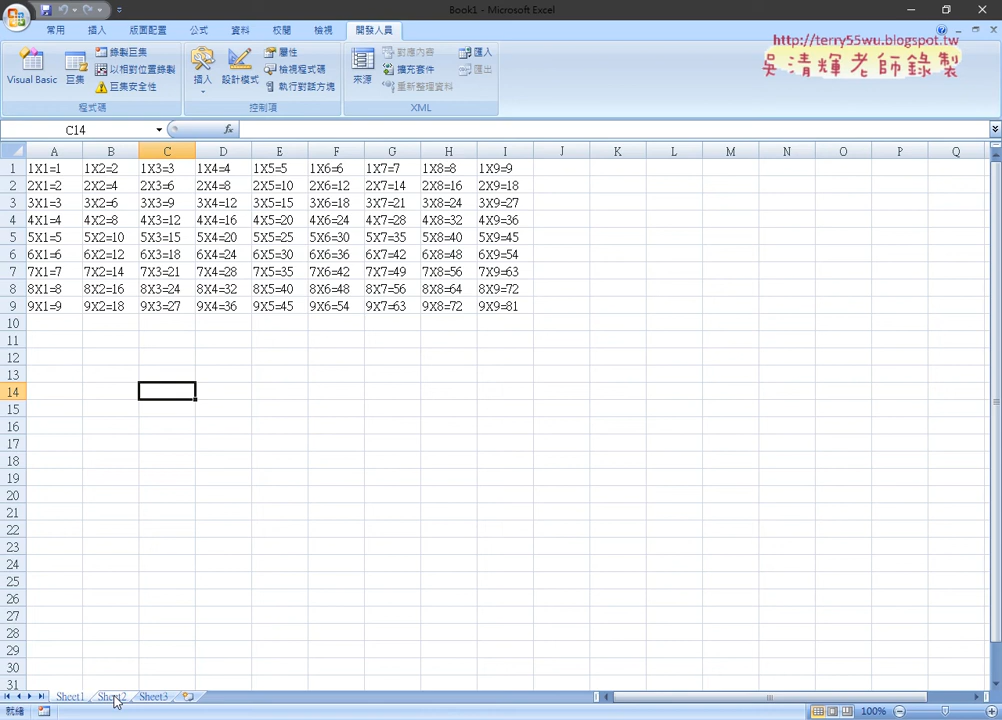 Book1 - Microsoft Excel
常用 插入 版面配置 公式 資料 校閱 檢視 開發人員
http://terry55wu.blogspot.tw
吳清輝老師錄製
Visual Basic 巨集 錄製巨集 以相對位置錄製 巨集安全性
插入 設計模式 屬性 檢視程式碼 執行對話方塊
來源 對應內容 擴充套件 重新整理資料 匯入 匯出
程式碼 控制項 XML
C14 fx
A B C D E F G H I J K L M N O P Q
1 1X1=1 1X2=2 1X3=3 1X4=4 1X5=5 1X6=6 1X7=7 1X8=8 1X9=9
2 2X1=2 2X2=4 2X3=6 2X4=8 2X5=10 2X6=12 2X7=14 2X8=16 2X9=18
3 3X1=3 3X2=6 3X3=9 3X4=12 3X5=15 3X6=18 3X7=21 3X8=24 3X9=27
4 4X1=4 4X2=8 4X3=12 4X4=16 4X5=20 4X6=24 4X7=28 4X8=32 4X9=36
5 5X1=5 5X2=10 5X3=15 5X4=20 5X5=25 5X6=30 5X7=35 5X8=40 5X9=45
6 6X1=6 6X2=12 6X3=18 6X4=24 6X5=30 6X6=36 6X7=42 6X8=48 6X9=54
7 7X1=7 7X2=14 7X3=21 7X4=28 7X5=35 7X6=42 7X7=49 7X8=56 7X9=63
8 8X1=8 8X2=16 8X3=24 8X4=32 8X5=40 8X6=48 8X7=56 8X8=64 8X9=72
9 9X1=9 9X2=18 9X3=27 9X4=36 9X5=45 9X6=54 9X7=63 9X8=72 9X9=81
10
11
12
13
14
15
16
17
18
19
20
21
22
23
24
25
26
27
28
29
30
31
Sheet1 Sheet2 Sheet3
就緒 100%